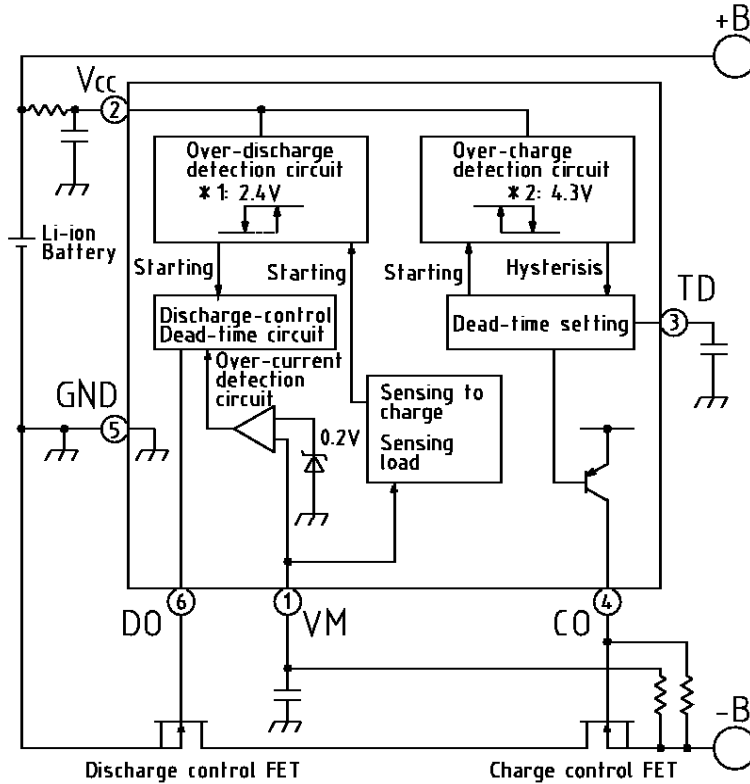 +B
Vcc
2
Over-discharge
detection circuit
*1: 2.4V
Over-charge
detection circuit
*2: 4.3V
Li-ion
Battery
Starting
Starting
Starting
Hysterisis
TD
Discharge-control
Dead-time circuit
Dead-time setting
3
Over-current
detection
circuit
GND
5
0.2V
Sensing to
charge
Sensing
load
6
1
4
DO
VM
CO
-B
Discharge control FET
Charge control FET